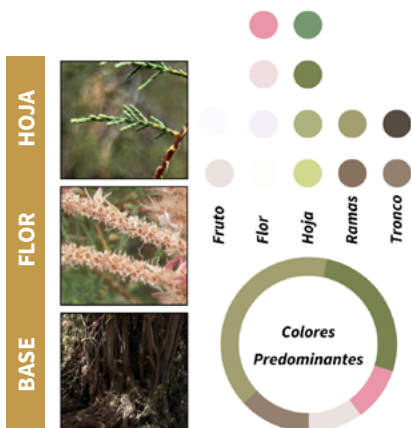 HOJA
FLOR
BASE
Fruto
Flor
Hoja
Ramas
Tronco
Colores
Predominantes